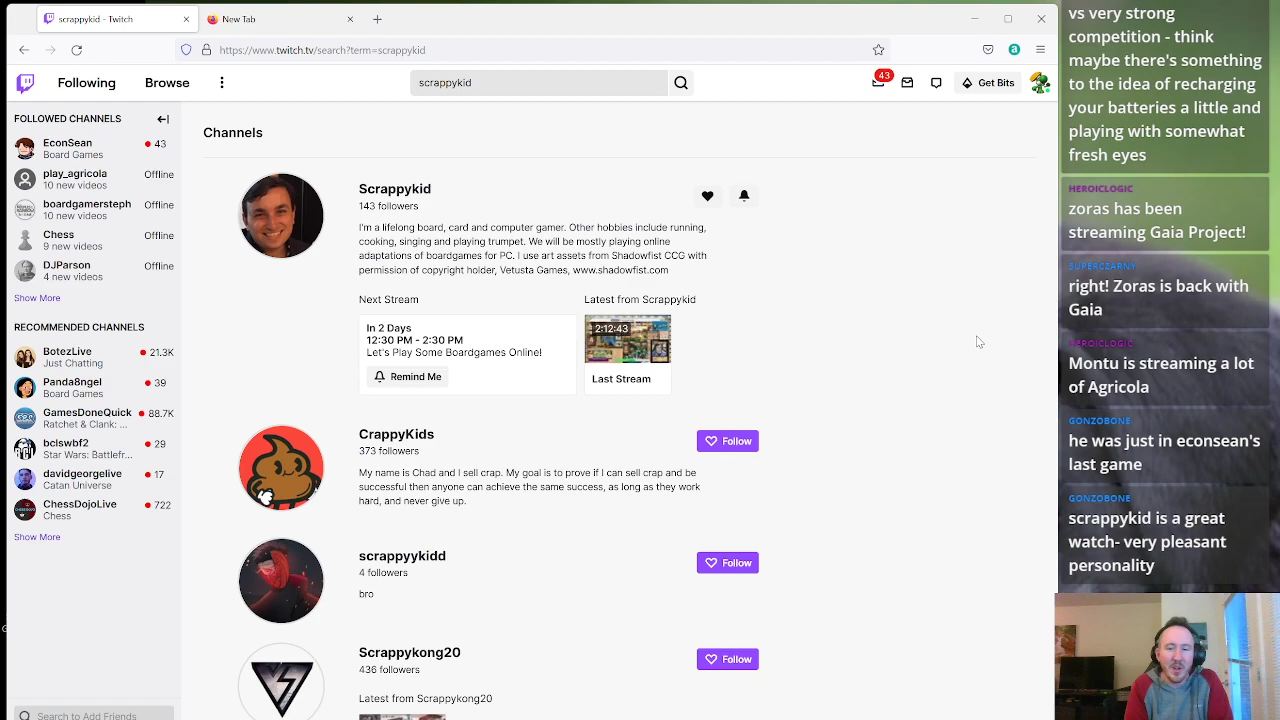 scrappykid - Twitch
New Tab
https://www.twitch.tv/search?term=scrappykid
Following
Browse
scrappykid
43
Get Bits
FOLLOWED CHANNELS
EconSean
43
Board Games
play_agricola
Offline
10 new videos
boardgamersteph
Offline
10 new videos
Chess
Offline
9 new videos
DJParson
Offline
4 new videos
Show More
RECOMMENDED CHANNELS
BotezLive
21.3K
Just Chatting
Panda8ngel
39
Board Games
GamesDoneQuick
88.7K
Ratchet & Clank: ...
bciswbf2
29
Star Wars: Battlefr...
davidgeorgelive
17
Catan Universe
ChessDojoLive
722
Chess
Show More
Search to Add Friends
Channels
Scrappykid
143 followers
I'm a lifelong board, card and computer gamer. Other hobbies include running,
cooking, singing and playing trumpet. We will be mostly playing online
adaptations of boardgames for PC. I use art assets from Shadowfist CCG with
permission of copyright holder, Vetusta Games, www.shadowfist.com
Next Stream
Latest from Scrappykid
In 2 Days
12:30 PM - 2:30 PM
Let's Play Some Boardgames Online!
Remind Me
2:12:43
Last Stream
CrappyKids
Follow
373 followers
My name is Chad and I sell crap. My goal is to prove if I can sell crap and be
successful then anyone can achieve the same success, as long as they work
hard, and never give up.
scrappyykidd
Follow
4 followers
bro
Scrappykong20
Follow
436 followers
Latest from Scrappykong20
vs very strong
competition - think
maybe there's something
to the idea of recharging
your batteries a little and
playing with somewhat
fresh eyes
HEROICLOGIC
zoras has been
streaming Gaia Project!
SUPERCZARNY
right! Zoras is back with
Gaia
HEROICLOGIC
Montu is streaming a lot
of Agricola
GONZOBONE
he was just in econsean's
last game
GONZOBONE
scrappykid is a great
watch- very pleasant
personality